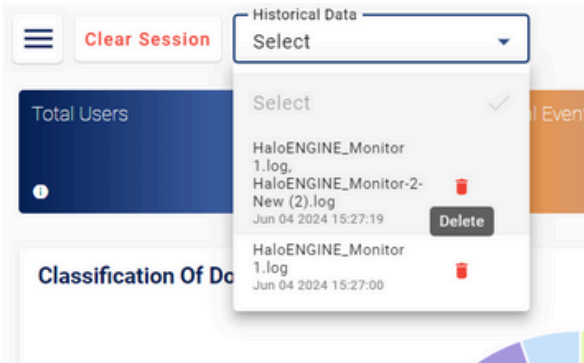 Historical Data
Clear Session
Select
Total Users
Select
l Event
HaloENGINE_Monitor
1.log,
HaloENGINE_Monitor-2-
New (2).log
Jun 04 2024 15:27:19
Delete
HaloENGINE_Monitor
1.log
Jun 04 2024 15:27:00
Classification Of Do